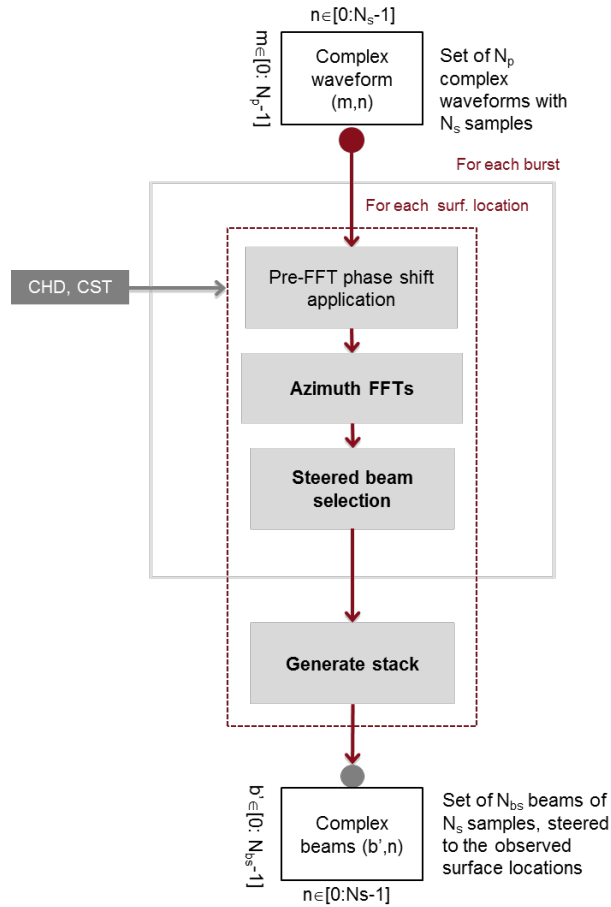 n∈[0:Ns-1]
m∈[0: Np-1]
Complex
waveform
(m,n)
Set of Np
complex
waveforms with
Ns samples
For each burst
For each surf. location
CHD, CST
Pre-FFT phase shift
application
Azimuth FFTs
Steered beam
selection
Generate stack
b'∈[0: Nbs-1]
Complex
beams (b',n)
Set of Nbs beams of
Ns samples, steered
to the observed
surface locations
n∈[0:Ns-1]